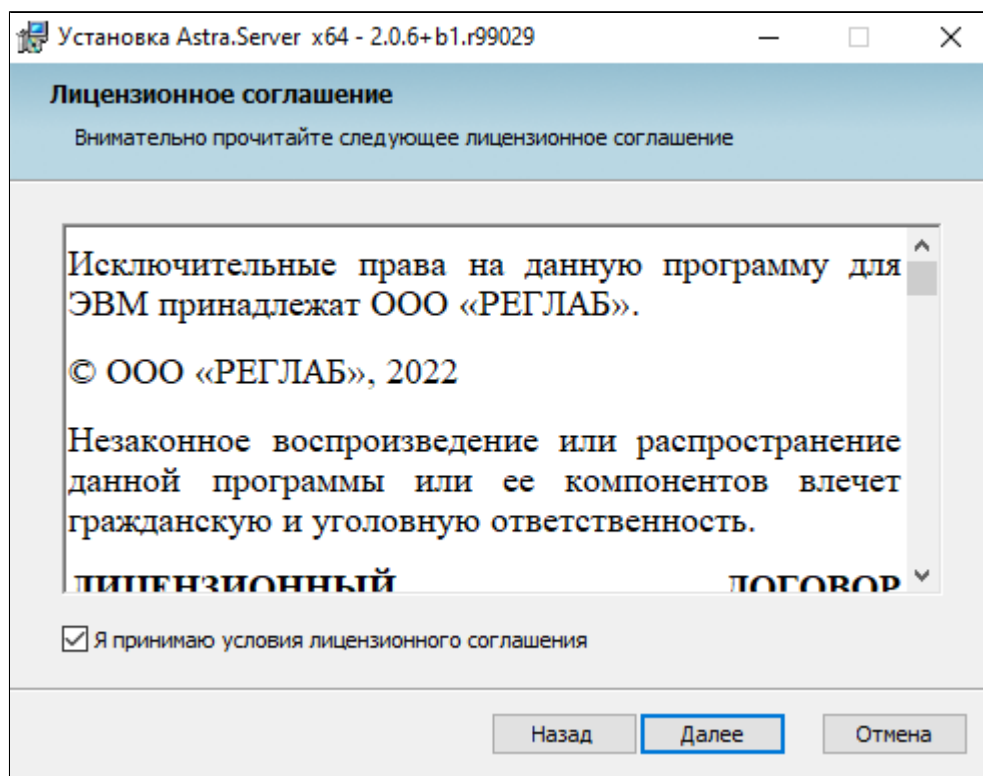 Установка Astra.Server x64 - 2.0.6+b1.r99029
Лицензионное соглашение
Внимательно прочитайте следующее лицензионное соглашение
Исключительные права на данную программу для
ЭВМ принадлежат ООО «РЕГЛАБ».
© ООО «РЕГЛАБ», 2022
Незаконное воспроизведение или распространение
данной программы или ее компонентов влечет
гражданскую и уголовную ответственность.
ЛИЦЕНЗИОННЫЙ ДОГОВОР
Я принимаю условия лицензионного соглашения
Назад Далее Отмена